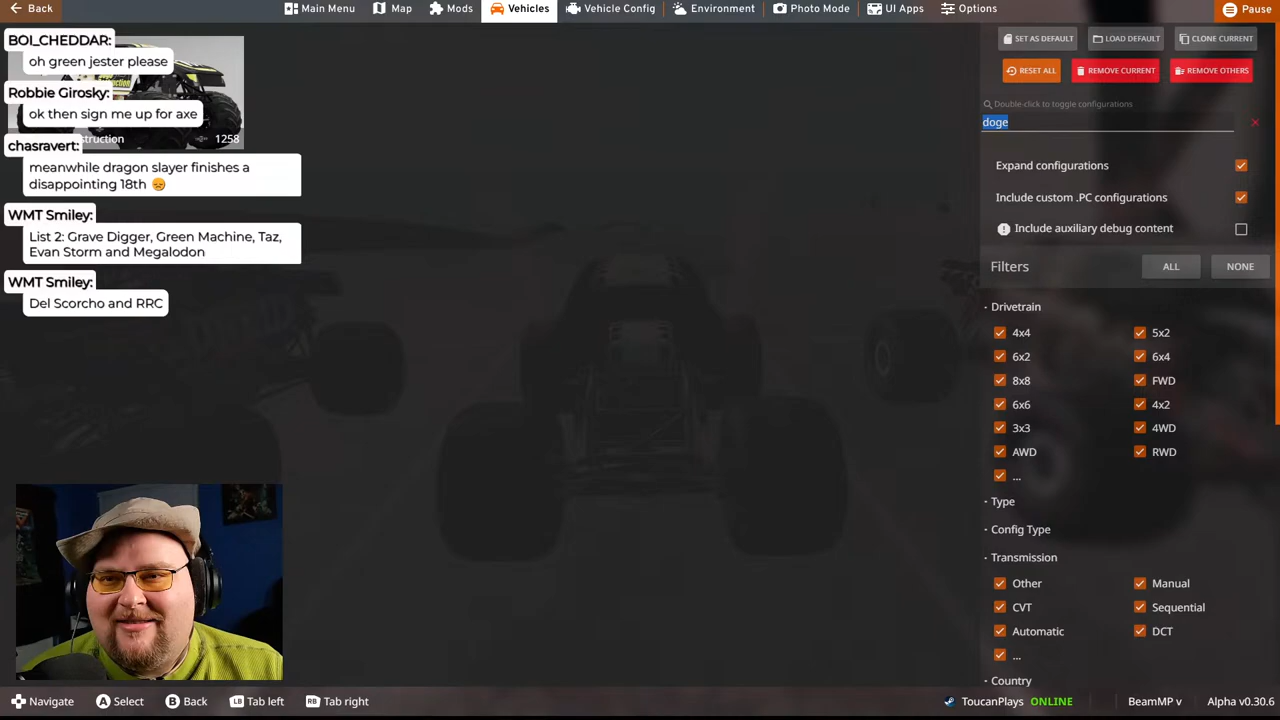 Back
Main Menu
Map
Mods
Vehicles
Vehicle Config
Environment
Photo Mode
UI Apps
Options
Pause
BOI_CHEDDAR:
oh green jester please
Robbie Girosky:
ok then sign me up for axe
struction
1258
chasravert:
meanwhile dragon slayer finishes a
disappointing 18th 😞
WMT Smiley:
List 2: Grave Digger, Green Machine, Taz,
Evan Storm and Megalodon
WMT Smiley:
Del Scorcho and RRC
SET AS DEFAULT
LOAD DEFAULT
CLONE CURRENT
RESET ALL
REMOVE CURRENT
REMOVE OTHERS
Double-click to toggle configurations
doge
Expand configurations
Include custom .PC configurations
Include auxiliary debug content
Filters
ALL
NONE
- Drivetrain
4x4
5x2
6x2
6x4
8x8
FWD
6x6
4x2
3x3
4WD
AWD
RWD
...
- Type
- Config Type
- Transmission
Other
Manual
CVT
Sequential
Automatic
DCT
...
- Country
Navigate
A Select
B Back
LB Tab left
RB Tab right
ToucanPlays ONLINE
BeamMP v
Alpha v0.30.6